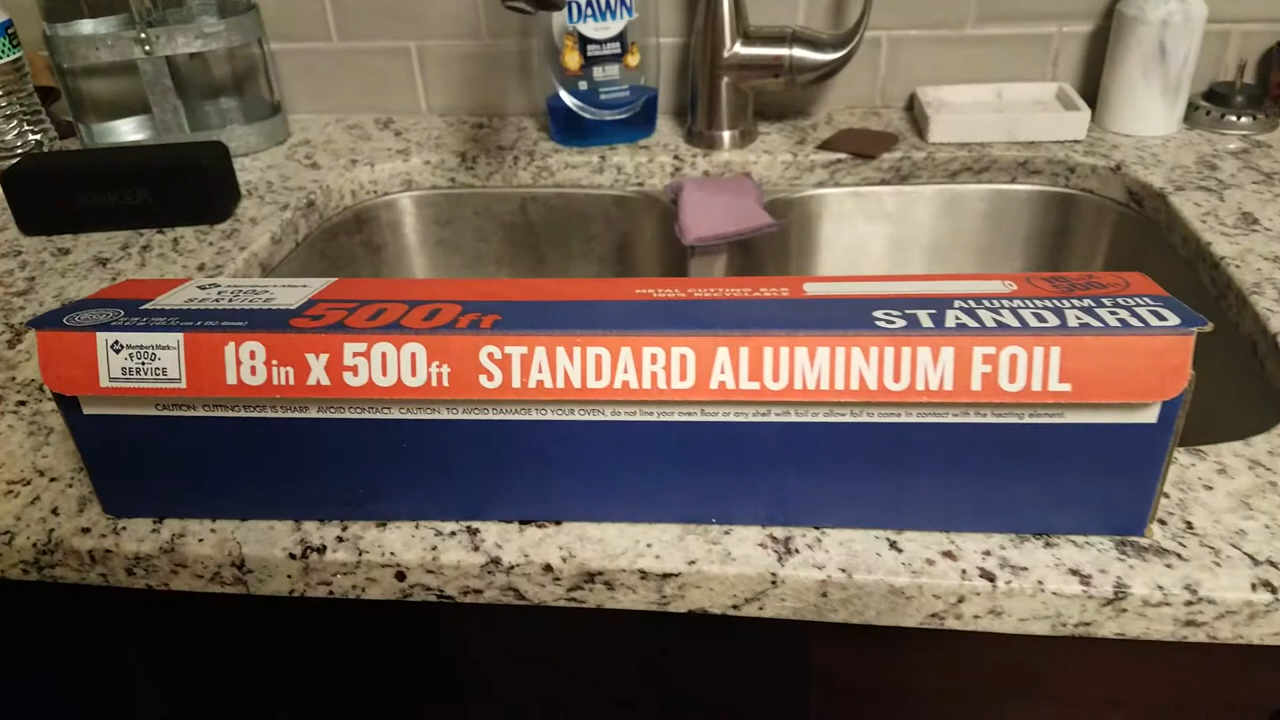 DAWN
ANKER
Member's Mark
FOOD
SERVICE
500ft
METAL CUTTING BAR
100% RECYCLABLE
18in x
500ft
ALUMINUM FOIL
STANDARD
Member's Mark
FOOD
SERVICE
18in x 500ft STANDARD ALUMINUM FOIL
CAUTION: CUTTING EDGE IS SHARP. AVOID CONTACT. CAUTION: TO AVOID DAMAGE TO YOUR OVEN, do not line your oven floor or any shelf with foil or allow foil to come in contact with the heating element.